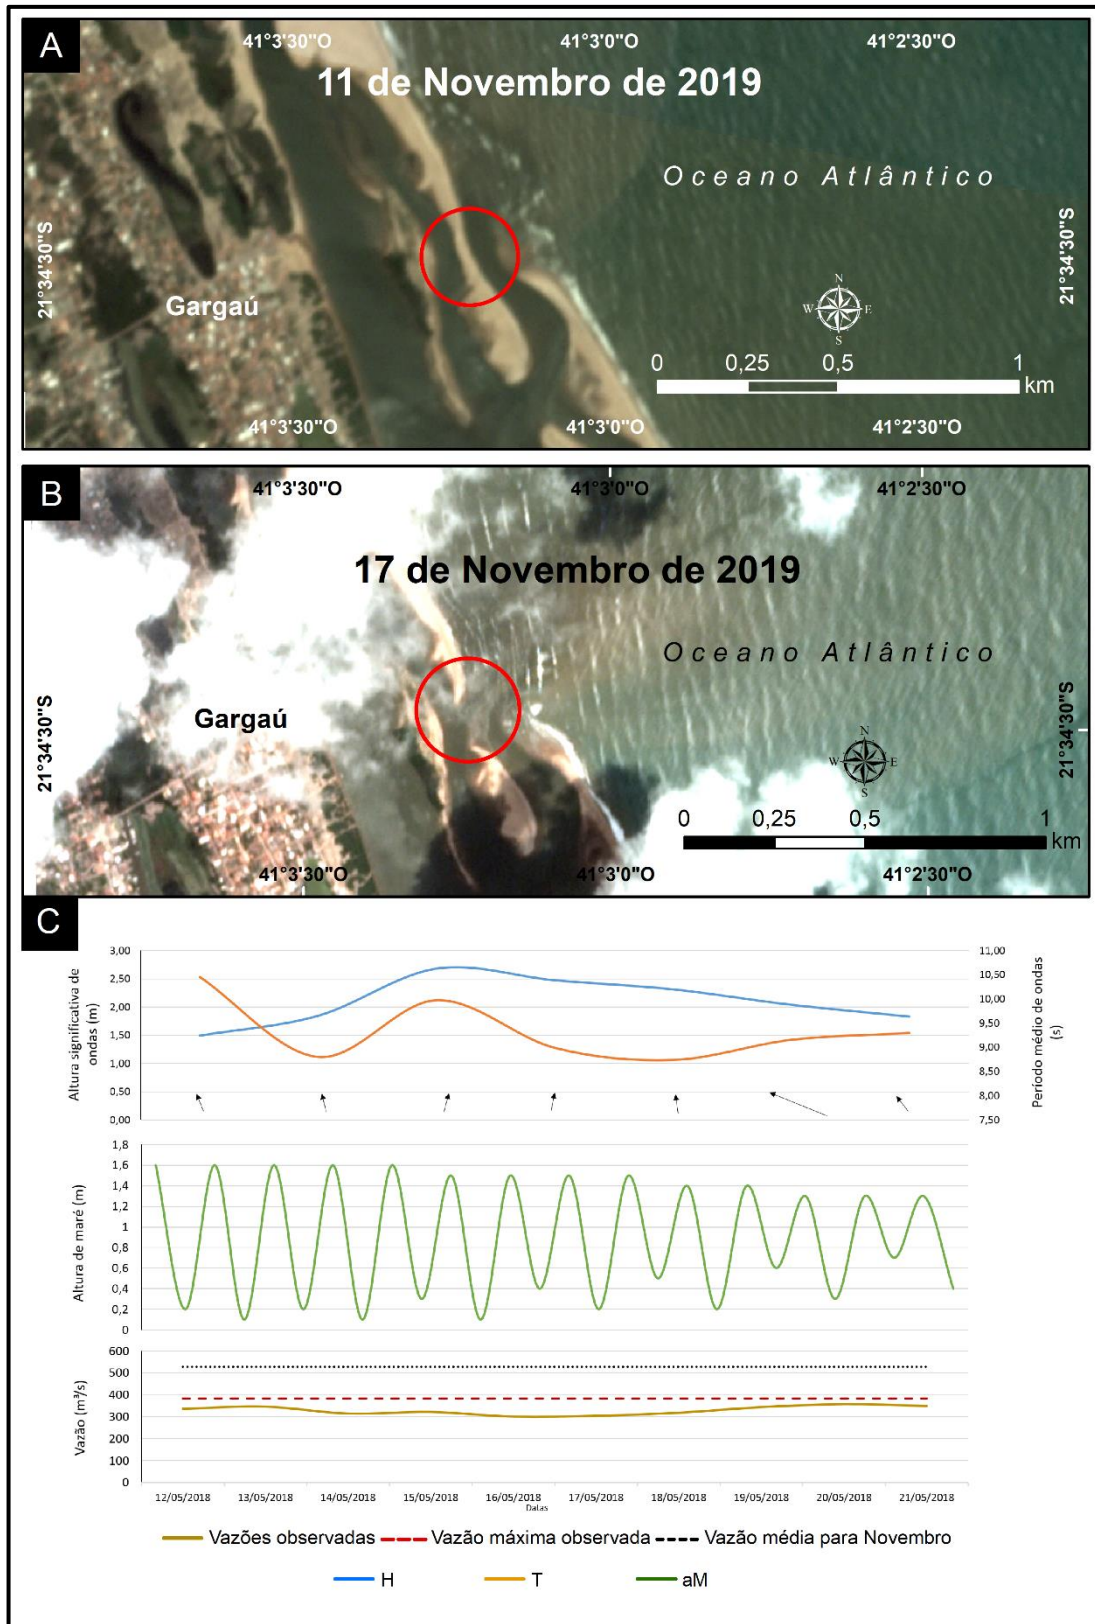 A
41°3'30"O 41°3'0"O 41°2'30"O
11 de Novembro de 2019
Oceano Atlântico
21°34'30"S
21°34'30"S
Gargaú
N
W E
S
0 0,25 0,5 1
km
41°3'30"O 41°3'0"O 41°2'30"O
B
41°3'30"O 41°3'0"O 41°2'30"O
17 de Novembro de 2019
Oceano Atlântico
21°34'30"S
21°34'30"S
Gargaú
N
W E
S
0 0,25 0,5 1
km
41°3'30"O 41°3'0"O 41°2'30"O
C
Altura significativa de
ondas (m)
3,00
2,50
2,00
1,50
1,00
0,50
0,00
11,00
10,50
10,00
9,50
9,00
8,50
8,00
7,50
Período médio de ondas
(s)
Altura de maré (m)
1,8
1,6
1,4
1,2
1
0,8
0,6
0,4
0,2
0
Vazão (m³/s)
600
500
400
300
200
100
0
12/05/2018 13/05/2018 14/05/2018 15/05/2018 16/05/2018 17/05/2018 18/05/2018 19/05/2018 20/05/2018 21/05/2018
Datas
Vazões observadas Vazão máxima observada Vazão média para Novembro
H T aM